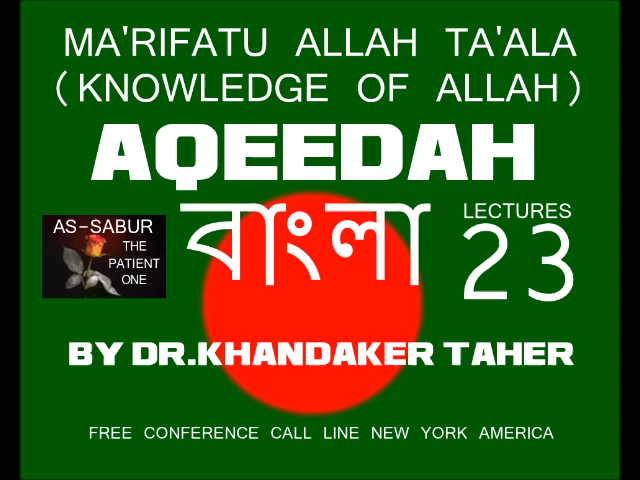 MA'RIFATU ALLAH TA'ALA
(KNOWLEDGE OF ALLAH)
AQEEDAH
বাংলা
LECTURES
23
AS-SABUR
THE
PATIENT
ONE
BY DR.KHANDAKER TAHER
FREE CONFERENCE CALL LINE NEW YORK AMERICA